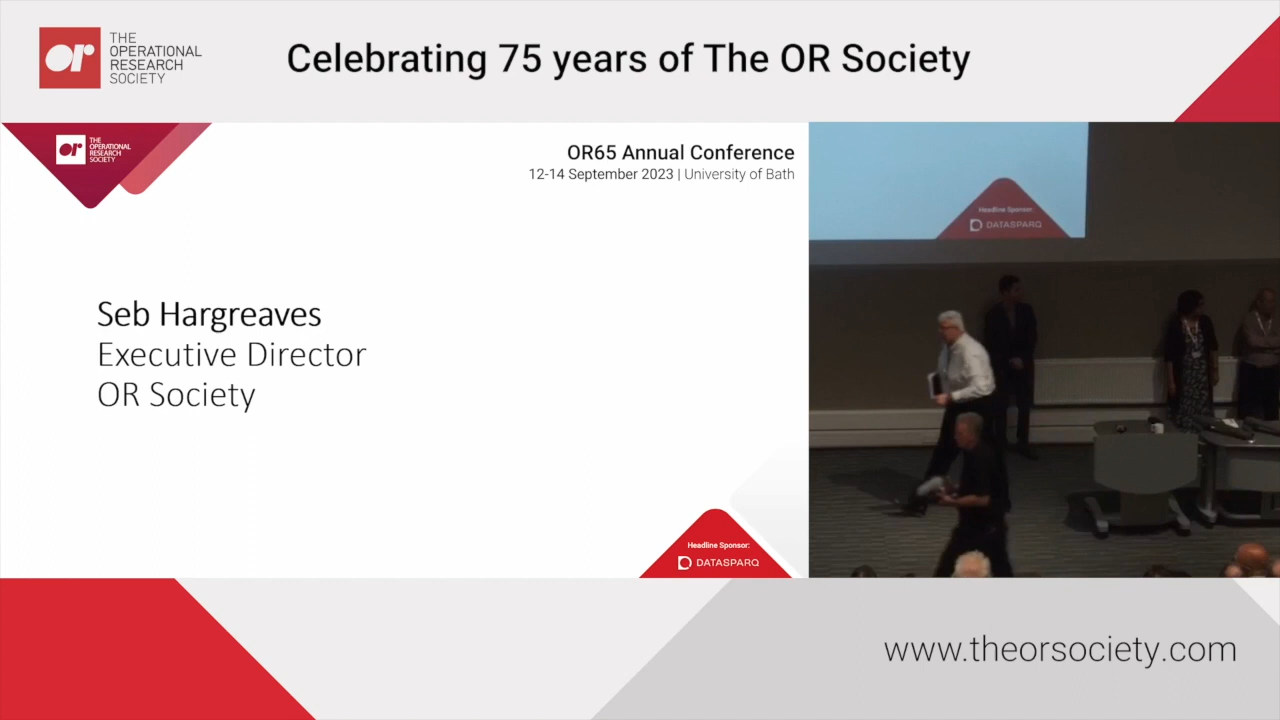 or
THE
OPERATIONAL
RESEARCH
SOCIETY
Celebrating 75 years of The OR Society
or
THE
OPERATIONAL
RESEARCH
SOCIETY
OR65 Annual Conference
12-14 September 2023 | University of Bath
Seb Hargreaves
Executive Director
OR Society
Headline Sponsor:
DATASPARQ
Headline Sponsor:
DATASPARQ
www.theorsociety.com